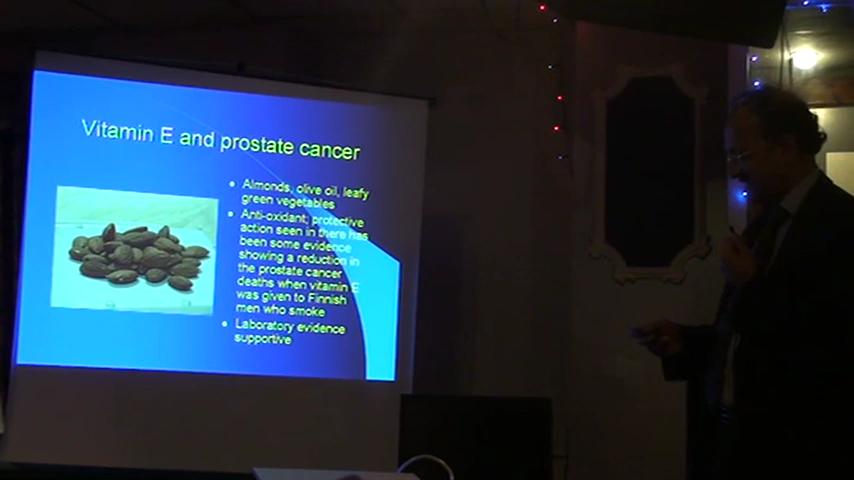 Vitamin E and prostate cancer
Almonds, olive oil, leafy
green vegetables
Anti-oxidant; protective
action seen in there has
been some evidence
showing a reduction in
the prostate cancer
deaths when vitamin E
was given to Finnish
men who smoke
Laboratory evidence
supportive